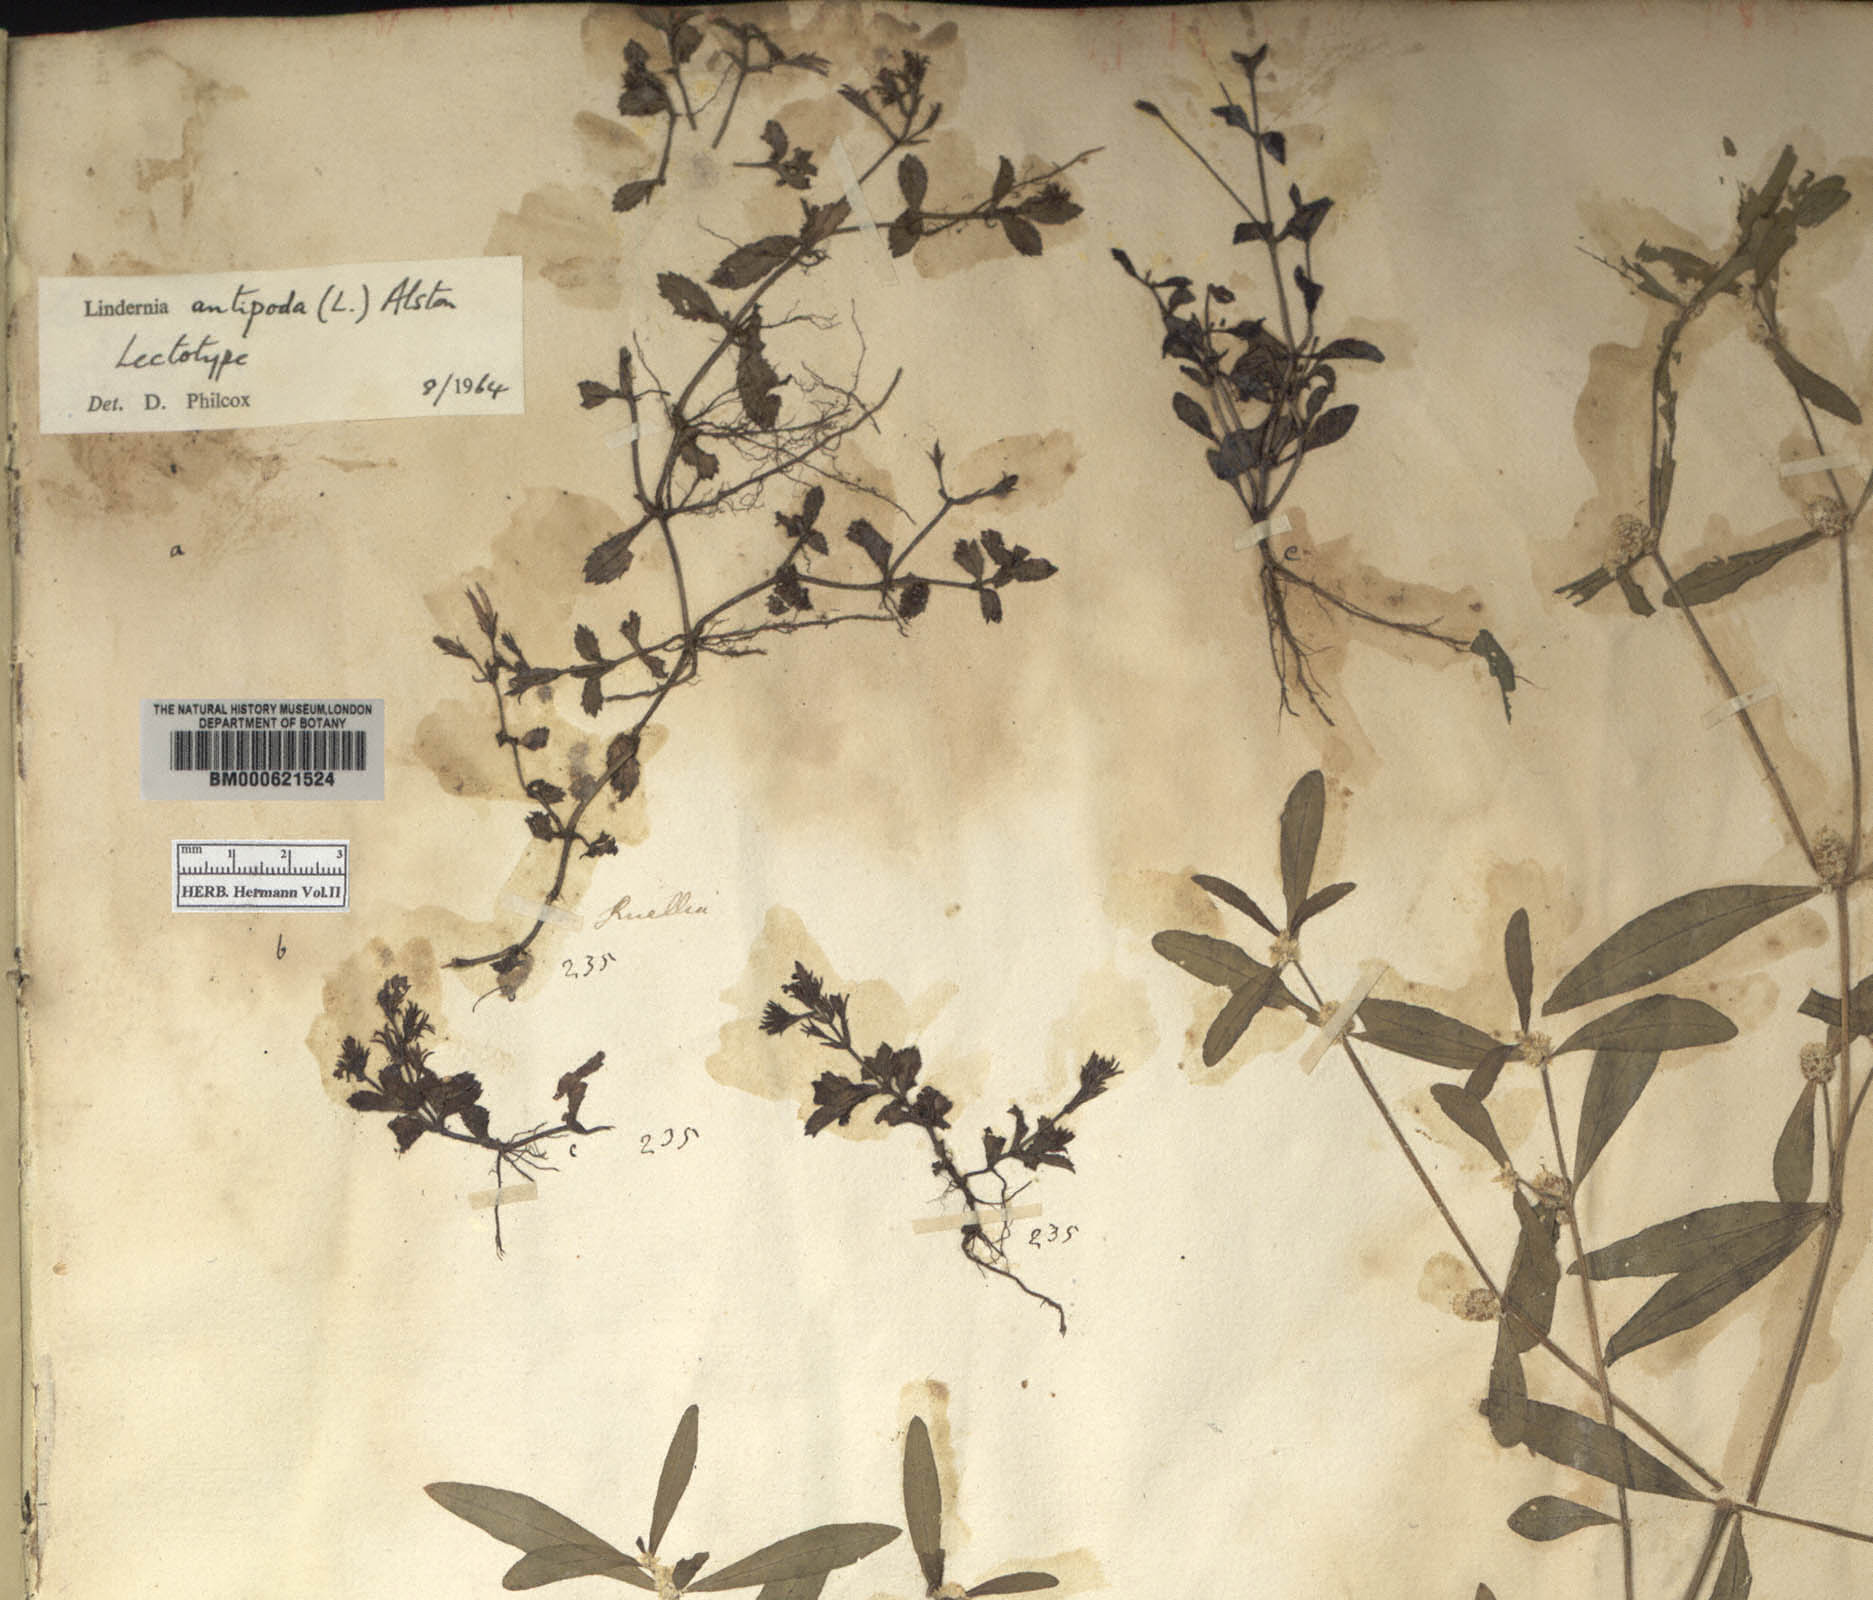 Lindernia antipoda (L.) Alston
Lectotype
Det. D. Philcox 8/1964
a
THE NATURAL HISTORY MUSEUM, LONDON
DEPARTMENT OF BOTANY
BM000621524
mm 1 2 3
HERB. Hermann Vol.II
b
Ruellia
235
c
235
235
c